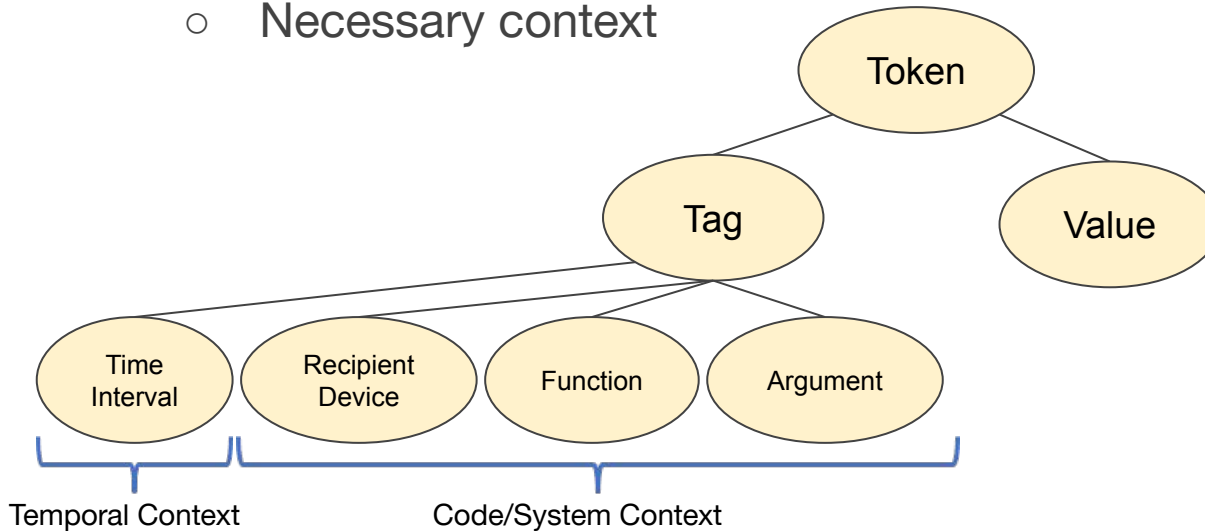 ○ Necessary context
Token
Tag
Value
Time
Interval
Recipient
Device
Function
Argument
Temporal Context
Code/System Context